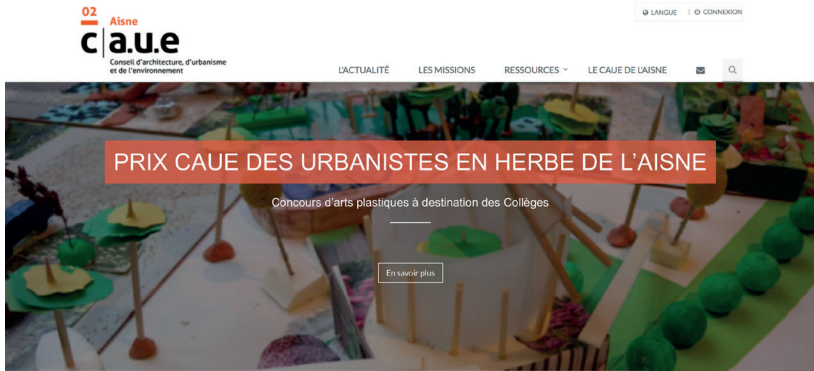 02
Aisne
c|a.u.e
Conseil d'architecture, d'urbanisme
et de l'environnement
LANGUE | CONNEXION
L'ACTUALITÉ LES MISSIONS RESSOURCES LE CAUE DE L'AISNE
PRIX CAUE DES URBANISTES EN HERBE DE L'AISNE
Concours d'arts plastiques à destination des Collèges
En savoir plus